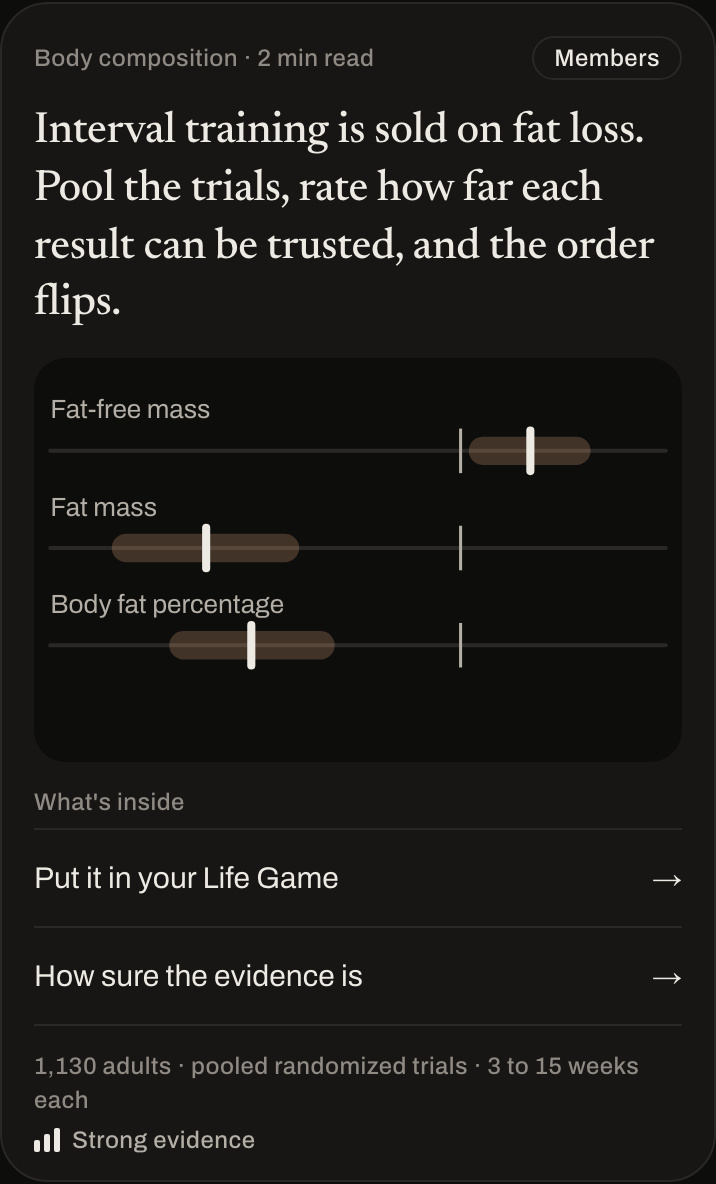 Body composition · 2 min read
Members
Interval training is sold on fat loss.
Pool the trials, rate how far each
result can be trusted, and the order
flips.
Fat-free mass
Fat mass
Body fat percentage
What's inside
Put it in your Life Game →
How sure the evidence is →
1,130 adults · pooled randomized trials · 3 to 15 weeks
each
Strong evidence